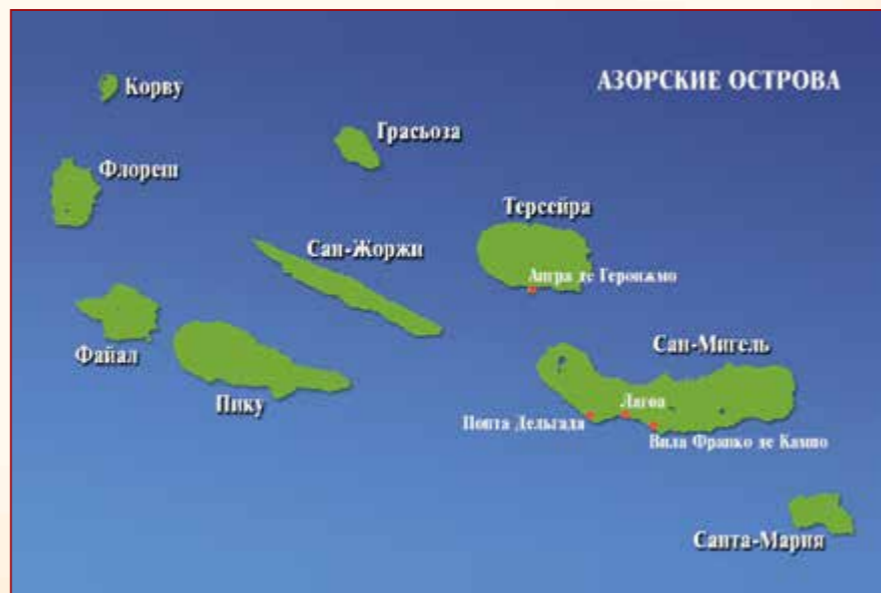 АЗОРСКИЕ ОСТРОВА
Корву
Грасьоза
Флореш
Терсейра
Сан-Жоржи
Ангра де Героижмо
Файал
Сан-Мигель
Пику
Лагоа
Понта Дельгада
Вила Франко де Кампо
Санта-Мария